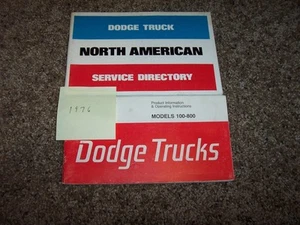 DODGE TRUCK
NORTH AMERICAN
SERVICE DIRECTORY
1976
Product Information
& Operating Instructions
MODELS 100-800
Dodge Trucks